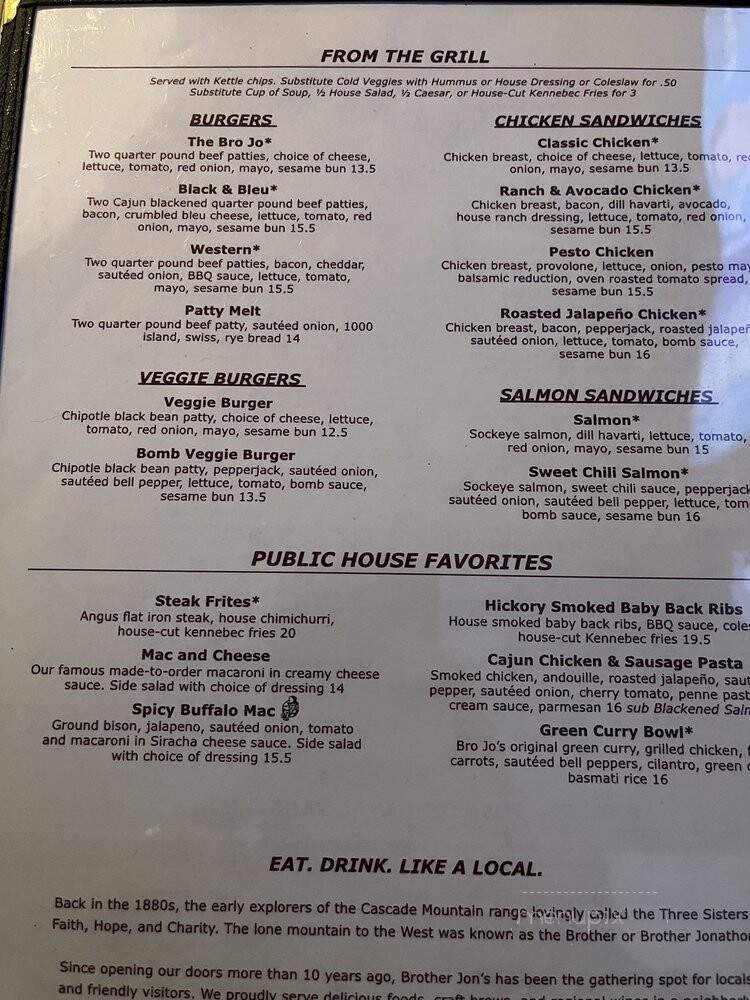 FROM THE GRILL
Served with Kettle chips. Substitute Cold Veggies with Hummus or House Dressing or Coleslaw for .50
Substitute Cup of Soup, ½ House Salad, ½ Caesar, or House-Cut Kennebec Fries for 3
BURGERS
The Bro Jo*
Two quarter pound beef patties, choice of cheese,
lettuce, tomato, red onion, mayo, sesame bun 13.5
Black & Bleu*
Two Cajun blackened quarter pound beef patties,
bacon, crumbled bleu cheese, lettuce, tomato, red
onion, mayo, sesame bun 15.5
Western*
Two quarter pound beef patties, bacon, cheddar,
sautéed onion, BBQ sauce, lettuce, tomato,
mayo, sesame bun 15.5
Patty Melt
Two quarter pound beef patty, sautéed onion, 1000
island, swiss, rye bread 14
VEGGIE BURGERS
Veggie Burger
Chipotle black bean patty, choice of cheese, lettuce,
tomato, red onion, mayo, sesame bun 12.5
Bomb Veggie Burger
Chipotle black bean patty, pepperjack, sautéed onion,
sautéed bell pepper, lettuce, tomato, bomb sauce,
sesame bun 13.5
CHICKEN SANDWICHES
Classic Chicken*
Chicken breast, choice of cheese, lettuce, tomato,
onion, mayo, sesame bun 13.5
Ranch & Avocado Chicken*
Chicken breast, bacon, dill havarti, avocado,
house ranch dressing, lettuce, tomato, red onion,
sesame bun 15.5
Pesto Chicken
Chicken breast, provolone, lettuce, onion, pesto
balsamic reduction, oven roasted tomato spread,
sesame bun 15.5
Roasted Jalapeño Chicken*
Chicken breast, bacon, pepperjack, roasted
sautéed onion, lettuce, tomato, bomb sauce,
sesame bun 16
SALMON SANDWICHES
Salmon*
Sockeye salmon, dill havarti, lettuce, tomato,
red onion, mayo, sesame bun 15
Sweet Chili Salmon*
Sockeye salmon, sweet chili sauce, pepperjack
sautéed onion, sautéed bell pepper, lettuce,
bomb sauce, sesame bun 16
PUBLIC HOUSE FAVORITES
Steak Frites*
Angus flat iron steak, house chimichurri,
house-cut kennebec fries 20
Mac and Cheese
Our famous made-to-order macaroni in creamy cheese
sauce. Side salad with choice of dressing 14
Spicy Buffalo Mac
Ground bison, jalapeno, sautéed onion, tomato
and macaroni in Siracha cheese sauce. Side salad
with choice of dressing 15.5
Hickory Smoked Baby Back Ribs
House smoked baby back ribs, BBQ sauce,
house-cut Kennebec fries 19.5
Cajun Chicken & Sausage Pasta
Smoked chicken, andouille, roasted jalapeño,
pepper, sautéed onion, cherry tomato, penne
cream sauce, parmesan 16 sub Blackened
Green Curry Bowl*
Bro Jo's original green curry, grilled chicken,
carrots, sautéed bell peppers, cilantro, green
basmati rice 16
EAT. DRINK. LIKE A LOCAL.
Back in the 1880s, the early explorers of the Cascade Mountain range lovingly called the Three Sisters
Faith, Hope, and Charity. The lone mountain to the West was known as the Brother or Brother
Since opening our doors more than 10 years ago, Brother Jon's has been the gathering spot for locals
and friendly visitors. We proudly serve delicious foods, craft brews, and regional wines in a
menupix